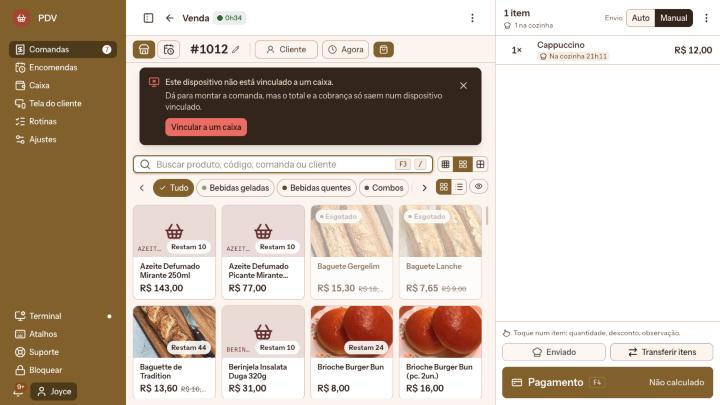 PDV
Comandas
7
Encomendas
Caixa
Tela do cliente
Rotinas
Ajustes
Terminal
Atalhos
Suporte
Bloquear
9+
Joyce
Venda
0h34
#1012
Cliente
Agora
Este dispositivo não está vinculado a um caixa.
Dá para montar a comanda, mas o total e a cobrança só saem num dispositivo
vinculado.
Vincular a um caixa
Buscar produto, código, comanda ou cliente
F3
/
Tudo
Bebidas geladas
Bebidas quentes
Combos
AZEIT...
Restam 10
Azeite Defumado
Mirante 250ml
R$ 143,00
AZEIT...
Restam 10
Azeite Defumado
Picante Mirante...
R$ 77,00
Esgotado
Baguete Gergelim
R$ 15,30 R$ 18,...
Esgotado
Baguete Lanche
R$ 7,65 R$ 9,00
Restam 44
Baguete de
Tradition
R$ 13,60 R$ 16,...
BERIN...
Restam 10
Berinjela Insalata
Duga 320g
R$ 31,00
Restam 24
Brioche Burger Bun
R$ 8,00
Brioche Burger Bun
(pc. 2un.)
R$ 16,00
1 item
1 na cozinha
Envio
Auto
Manual
1×
Cappuccino
Na cozinha 21h11
R$ 12,00
Toque num item: quantidade, desconto, observação.
Enviado
Transferir itens
Pagamento
F4
Não calculado